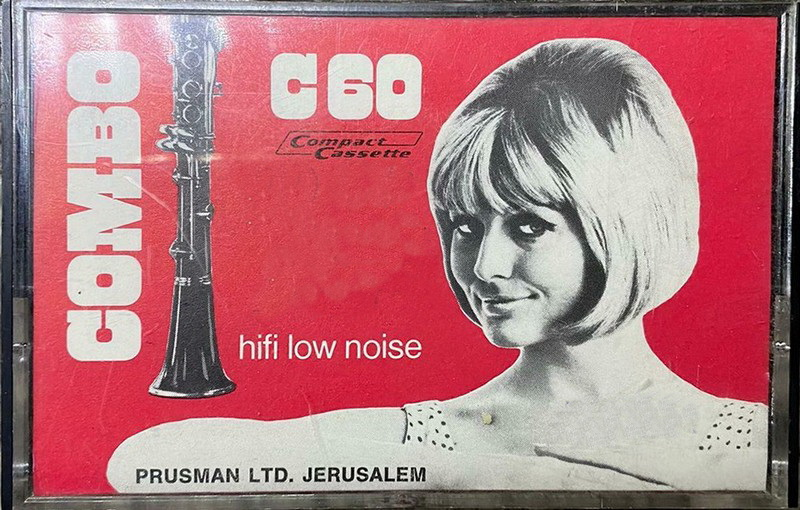 COMBO
C60
Compact
Cassette
hifi low noise
PRUSMAN LTD. JERUSALEM